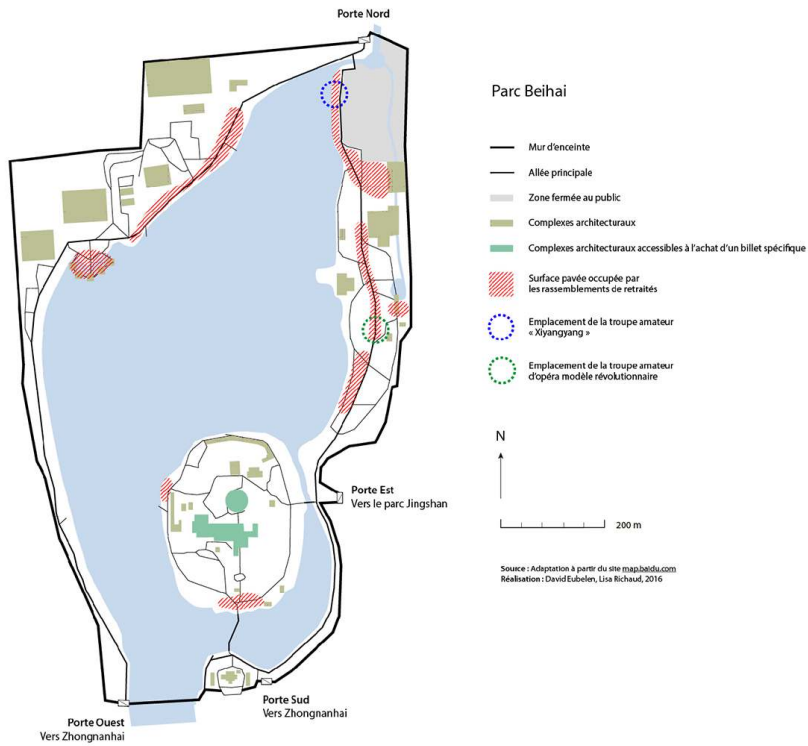 Porte Nord
Parc Beihai
Mur d'enceinte
Allée principale
Zone fermée au public
Complexes architecturaux
Complexes architecturaux accessibles à l'achat d'un billet spécifique
Surface pavée occupée par
les rassemblements de retraités
Emplacement de la troupe amateur
« Xiyangyang »
Emplacement de la troupe amateur
d'opéra modèle révolutionnaire
N
200 m
Porte Est
Vers le parc Jingshan
Source : Adaptation à partir du site map.baidu.com
Réalisation : David Eubelen, Lisa Richaud, 2016
Porte Sud
Vers Zhongnanhai
Porte Ouest
Vers Zhongnanhai